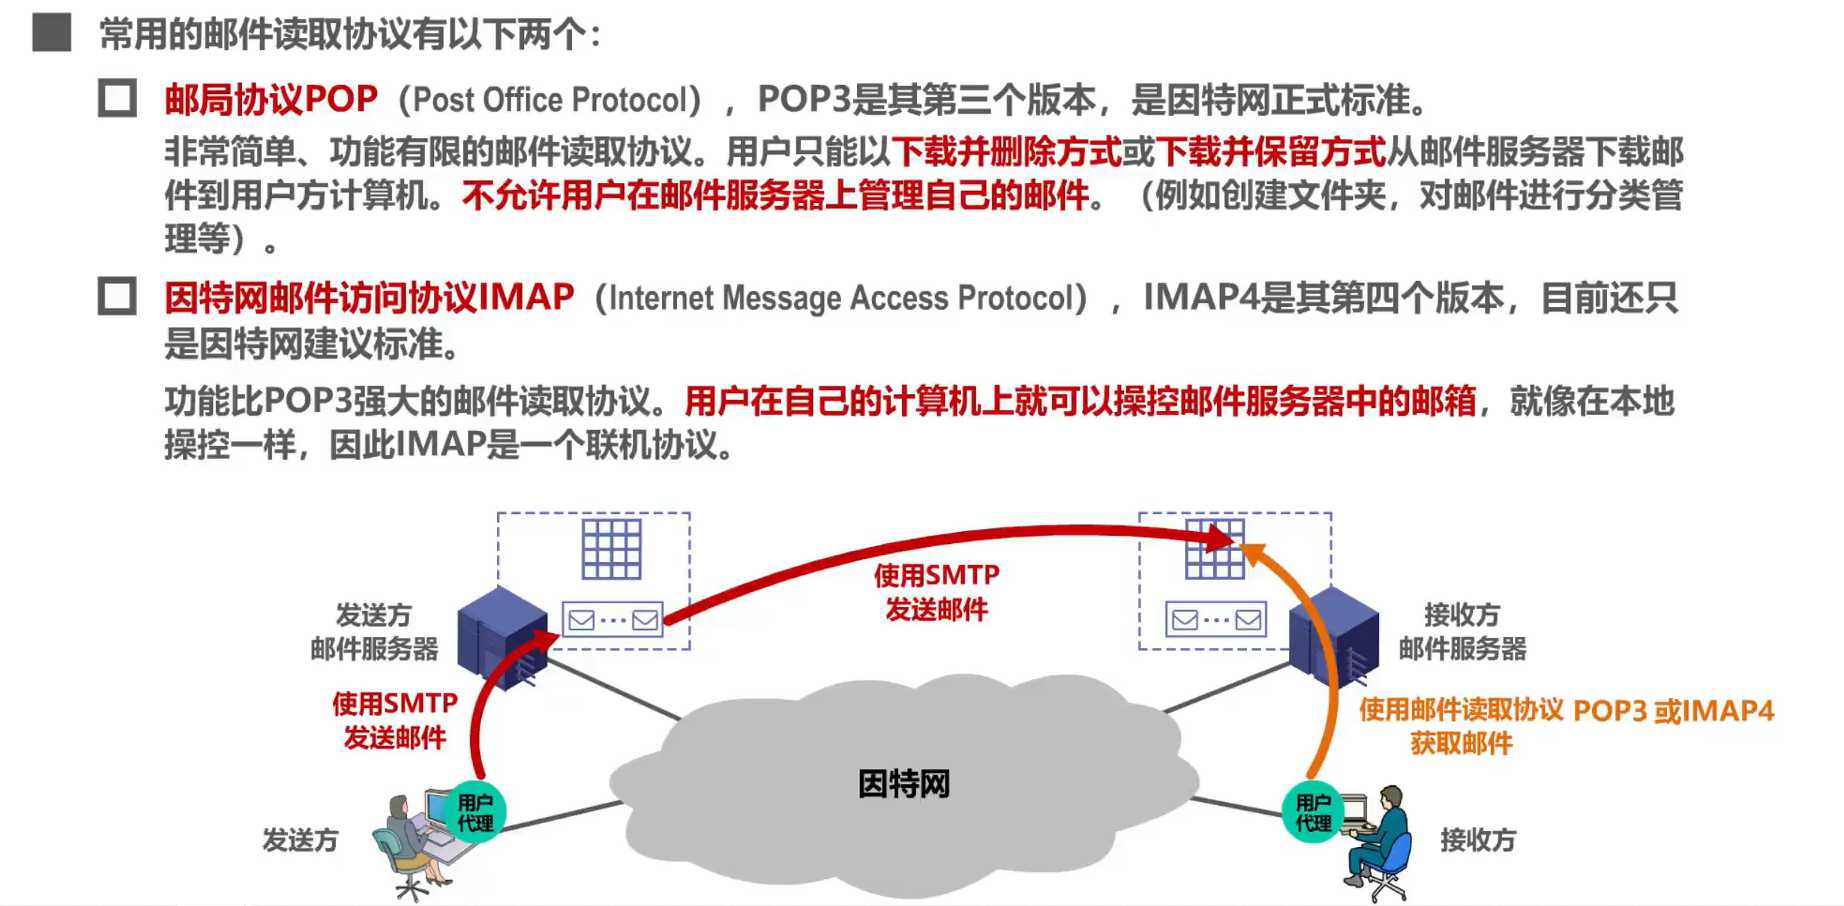 常用的邮件读取协议有以下两个：
邮局协议POP（Post Office Protocol），POP3是其第三个版本，是因特网正式标准。
非常简单、功能有限的邮件读取协议。用户只能以下载并删除方式或下载并保留方式从邮件服务器下载邮
件到用户方计算机。不允许用户在邮件服务器上管理自己的邮件。（例如创建文件夹，对邮件进行分类管
理等）。
因特网邮件访问协议IMAP（Internet Message Access Protocol），IMAP4是其第四个版本，目前还只
是因特网建议标准。
功能比POP3强大的邮件读取协议。用户在自己的计算机上就可以操控邮件服务器中的邮箱，就像在本地
操控一样，因此IMAP是一个联机协议。
使用SMTP
发送邮件
发送方
邮件服务器
接收方
邮件服务器
使用SMTP
发送邮件
使用邮件读取协议 POP3 或IMAP4
获取邮件
因特网
用户
代理
用户
代理
发送方
接收方